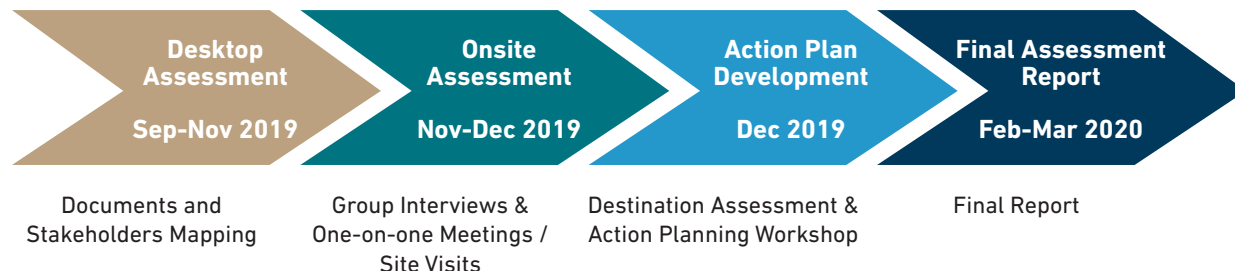 Desktop
Assessment
Sep-Nov 2019
Onsite
Assessment
Nov-Dec 2019
Action Plan
Development
Dec 2019
Final Assessment
Report
Feb-Mar 2020
Documents and
Stakeholders Mapping
Group Interviews &
One-on-one Meetings /
Site Visits
Destination Assessment &
Action Planning Workshop
Final Report